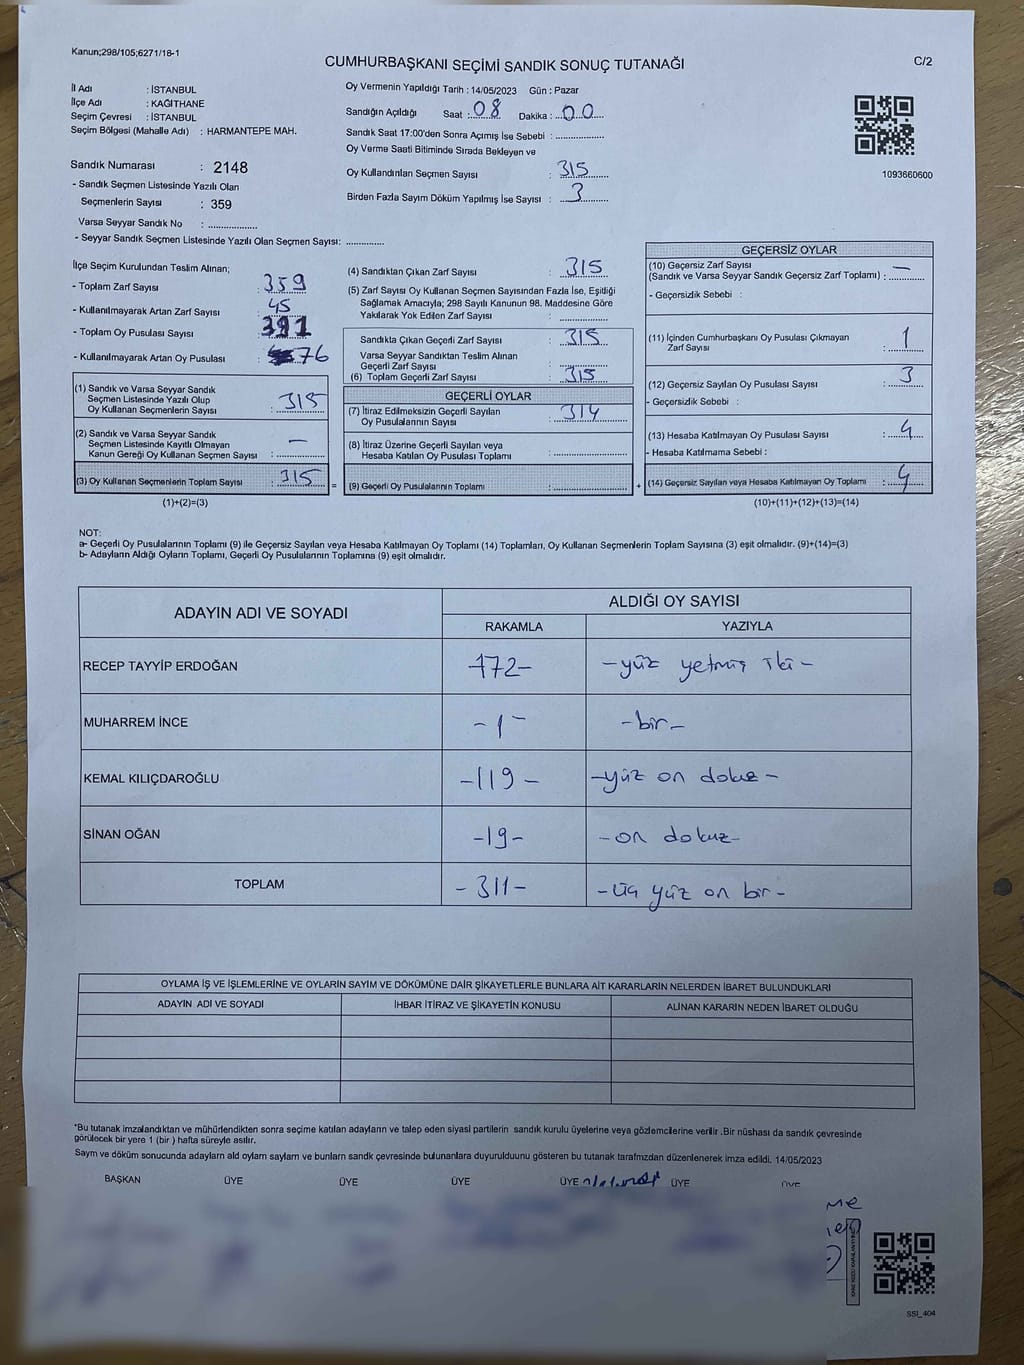 Kanun;298/105;6271/18-1
CUMHURBAŞKANI SEÇİMİ SANDIK SONUÇ TUTANAĞI
C/2
İl Adı : İSTANBUL
İlçe Adı : KAĞITHANE
Seçim Çevresi : İSTANBUL
Seçim Bölgesi (Mahalle Adı) : HARMANTEPE MAH.
Sandık Numarası : 2148
- Sandık Seçmen Listesinde Yazılı Olan
Seçmenlerin Sayısı : 359
Varsa Seyyar Sandık No : ..................
- Seyyar Sandık Seçmen Listesinde Yazılı Olan Seçmen Sayısı: ..............
Oy Vermenin Yapıldığı Tarih : 14/05/2023 Gün : Pazar
Sandığın Açıldığı Saat : 08 Dakika : 00
Sandık Saat 17:00'den Sonra Açımış İse Sebebi : ..................
Oy Verme Saati Bitiminde Sırada Bekleyen ve
Oy Kullandırılan Seçmen Sayısı : 315
Birden Fazla Sayım Döküm Yapılmış İse Sayısı : 3
1093660600
İlçe Seçim Kurulundan Teslim Alınan;
- Toplam Zarf Sayısı : 359
- Kullanılmayarak Artan Zarf Sayısı : 45
- Toplam Oy Pusulası Sayısı : 391
- Kullanılmayarak Artan Oy Pusulası : 76
(1) Sandık ve Varsa Seyyar Sandık
Seçmen Listesinde Yazılı Olup
Oy Kullanan Seçmenlerin Sayısı : 315
(2) Sandık ve Varsa Seyyar Sandık
Seçmen Listesinde Kayıtlı Olmayan
Kanun Gereği Oy Kullanan Seçmen Sayısı : —
(3) Oy Kullanan Seçmenlerin Toplam Sayısı : 315
(1)+(2)=(3)
(4) Sandıktan Çıkan Zarf Sayısı : 315
(5) Zarf Sayısı Oy Kullanan Seçmen Sayısından Fazla İse, Eşitliği
Sağlamak Amacıyla; 298 Sayılı Kanunun 98. Maddesine Göre
Yakılarak Yok Edilen Zarf Sayısı : ..................
Sandıkta Çıkan Geçerli Zarf Sayısı : 315
Varsa Seyyar Sandıktan Teslim Alınan
Geçerli Zarf Sayısı : ..................
(6) Toplam Geçerli Zarf Sayısı : 315
GEÇERLİ OYLAR
(7) İtiraz Edilmeksizin Geçerli Sayılan
Oy Pusulalarının Sayısı : 314
(8) İtiraz Üzerine Geçerli Sayılan veya
Hesaba Katılan Oy Pusulası Toplamı : ..................
= (9) Geçerli Oy Pusulalarının Toplamı : ..................
GEÇERSİZ OYLAR
(10) Geçersiz Zarf Sayısı —
(Sandık ve Varsa Seyyar Sandık Geçersiz Zarf Toplamı) : ..................
- Geçersizlik Sebebi :
(11) İçinden Cumhurbaşkanı Oy Pusulası Çıkmayan
Zarf Sayısı : 1
(12) Geçersiz Sayılan Oy Pusulası Sayısı : 3
- Geçersizlik Sebebi :
(13) Hesaba Katılmayan Oy Pusulası Sayısı : 4
- Hesaba Katılmama Sebebi :
+ (14) Geçersiz Sayılan veya Hesaba Katılmayan Oy Toplamı : 4
(10)+(11)+(12)+(13)=(14)
NOT:
a- Geçerli Oy Pusulalarının Toplamı (9) ile Geçersiz Sayılan veya Hesaba Katılmayan Oy Toplamı (14) Toplamları, Oy Kullanan Seçmenlerin Toplam Sayısına (3) eşit olmalıdır. (9)+(14)=(3)
b- Adayların Aldığı Oyların Toplamı, Geçerli Oy Pusulalarının Toplamına (9) eşit olmalıdır.
ADAYIN ADI VE SOYADI
ALDIĞI OY SAYISI
RAKAMLA YAZIYLA
RECEP TAYYİP ERDOĞAN 172- -yüz yetmiş iki-
MUHARREM İNCE -1- -bir-
KEMAL KILIÇDAROĞLU -119- -yüz on dokuz-
SİNAN OĞAN -19- -on dokuz-
TOPLAM -311- -üç yüz on bir-
OYLAMA İŞ VE İŞLEMLERİNE VE OYLARIN SAYIM VE DÖKÜMÜNE DAİR ŞİKAYETLERLE BUNLARA AİT KARARLARIN NELERDEN İBARET BULUNDUKLARI
ADAYIN ADI VE SOYADI İHBAR İTİRAZ VE ŞİKAYETİN KONUSU ALINAN KARARIN NEDEN İBARET OLDUĞU
*Bu tutanak imzalandıktan ve mühürlendikten sonra seçime katılan adayların ve talep eden siyasi partilerin sandık kurulu üyelerine veya gözlemcilerine verilir .Bir nüshası da sandık çevresinde
görülecek bir yere 1 (bir ) hafta süreyle asılır.
Sayım ve döküm sonucunda adayların ald oyların sayların ve bunların sandk çevresinde bulunanlara duyurulduunu gösteren bu tutanak tarafmızdan düzenlenerek imza edildi. 14/05/2023
BAŞKAN ÜYE ÜYE ÜYE ÜYE ÜYE ÜYE
SSI_404